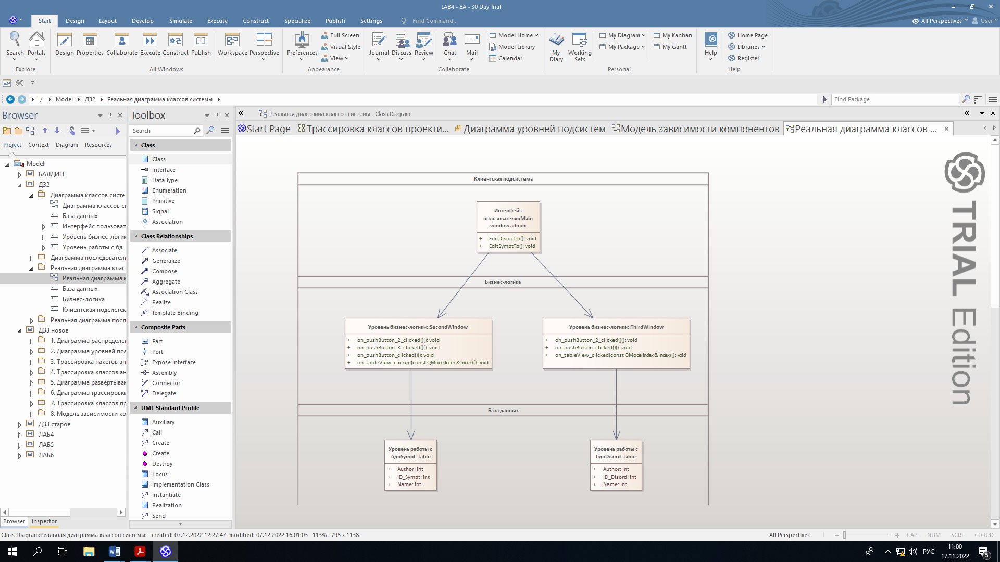 LAB4 - EA - 30 Day Trial
Start Design Layout Develop Simulate Execute Construct Specialize Publish Settings Find Command... All Perspectives User
Search Portals Design Properties Collaborate Execute Construct Publish Workspace Perspective Preferences
Full Screen
Visual Style
View
Journal Discuss Review Chat Mail
Model Home
Model Library
Calendar
My Diary
Working Sets
My Diagram
My Package
My Kanban
My Gantt
Help
Home Page
Libraries
Register
Explore All Windows Appearance Collaborate Personal Help
/ Model ДЗ2 Реальная диаграмма классов системы Find Package
Browser
Project Context Diagram Resources
Model
БАЛДИН
ДЗ2
Диаграмма классов систе
Диаграмма классов с
База данных
Интерфейс пользоват
Уровень бизнес-логи
Уровень работы с бд
Диаграмма последовател
Реальная диаграмма клас
Реальная диаграмма к
База данных
Бизнес-логика
Клиентская подсистем
Реальная диаграмма посл
ДЗ3 новое
1. Диаграмма распределе
2. Диаграмма уровней под
3. Трассировка пакетов ан
4. Трассировка классов ан
5. Диаграмма развертыван
6. Диаграмма трассировки
7. Трассировка классов пр
8. Модель зависимости ко
ДЗ3 старое
ЛАБ4
ЛАБ5
ЛАБ6
Browser Inspector
Toolbox
Search
Class
Class
Interface
Data Type
Enumeration
Primitive
Signal
Association
Class Relationships
Associate
Generalize
Compose
Aggregate
Association Class
Realize
Template Binding
Composite Parts
Part
Port
Expose Interface
Assembly
Connector
Delegate
UML Standard Profile
Auxiliary
Call
Create
Create
Destroy
Focus
Implementation Class
Instantiate
Realization
Send
Реальная диаграмма классов системы. Class Diagram
Start Page Трассировка классов проекти... Диаграмма уровней подсистем Модель зависимости компонентов Реальная диаграмма классов ...
Клиентская подсистема
Интерфейс
пользователя::Main
window admin
+ EditDisordTb(): void
+ EditSymptTb(): void
Бизнес-логика
Уровень бизнес-логики::SecondWindow
+ on_pushButton_2_clicked()(): void
+ on_pushButton_3_clicked()(): void
+ on_pushButton_clicked()(): void
+ on_tableView_clicked(const QModelIndex &index)(): void
Уровень бизнес-логики::ThirdWindow
+ on_pushButton_2_clicked()(): void
+ on_pushButton_clicked()(): void
+ on_tableView_clicked(const QModelIndex &index)(): void
База данных
Уровень работы с
бд::Sympt_table
+ Author: int
+ ID_Sympt: int
+ Name: int
Уровень работы с
бд::Disord_table
+ Author: int
+ ID_Disord: int
+ Name: int
TRIAL Edition
Class Diagram:Реальная диаграмма классов системы: created: 07.12.2022 12:27:47 modified: 07.12.2022 16:01:03 113% 795 x 1138 All Perspectives CAP NUM SCRL CLOUD
РУС
11:00
17.11.2022
5